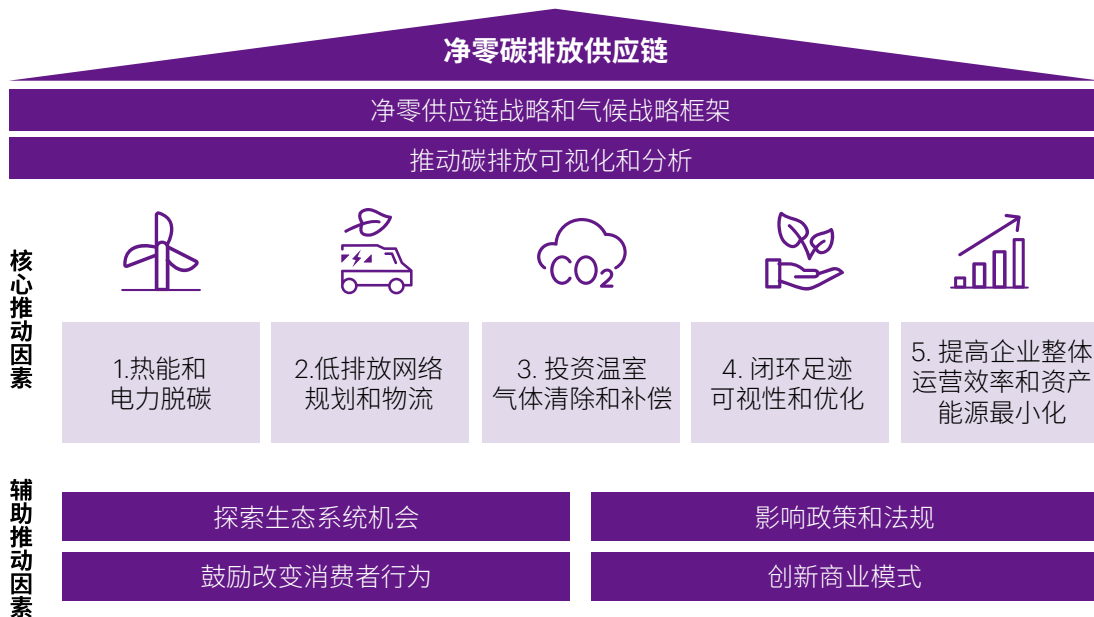 净零碳排放供应链
净零供应链战略和气候战略框架
推动碳排放可视化和分析
核心推动因素
CO2
1.热能和
电力脱碳
2.低排放网络
规划和物流
3. 投资温室
气体清除和补偿
4. 闭环足迹
可视性和优化
5. 提高企业整体
运营效率和资产
能源最小化
辅助推动因素
探索生态系统机会
影响政策和法规
鼓励改变消费者行为
创新商业模式